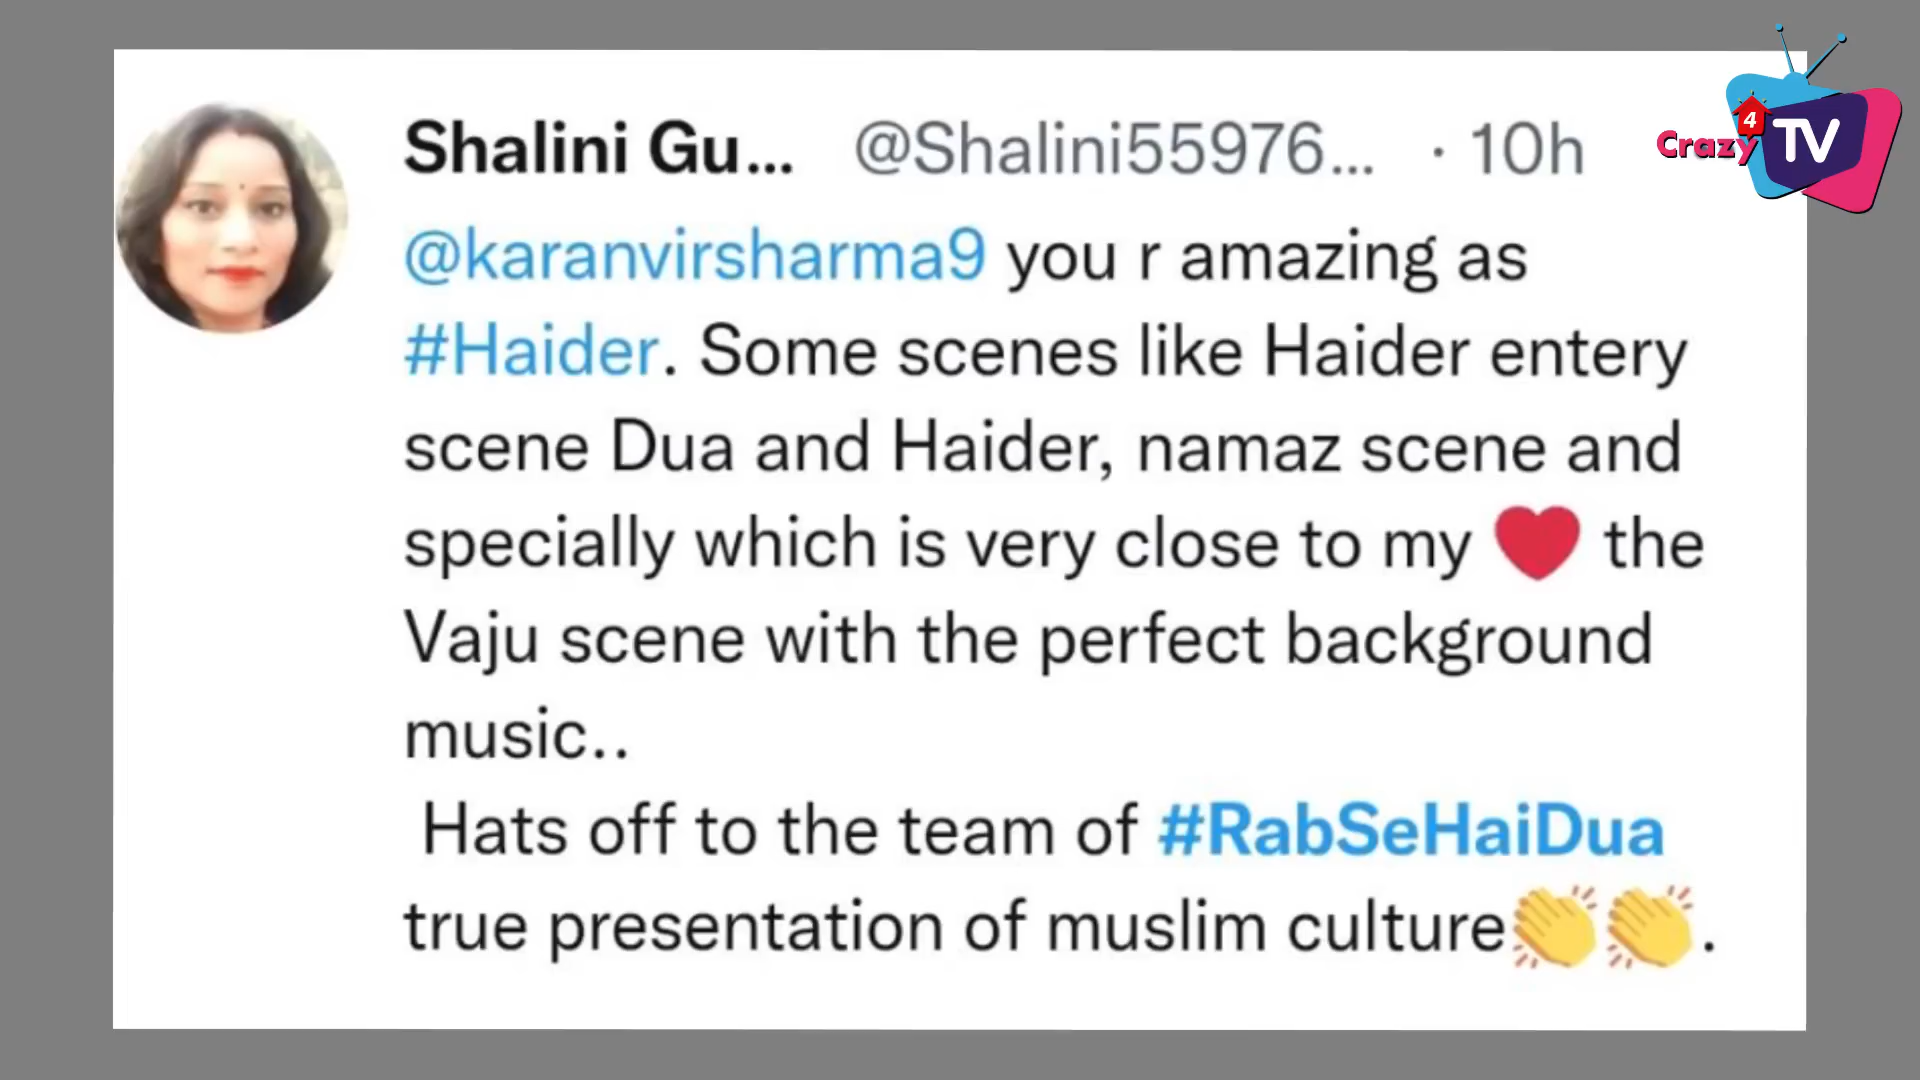 Shalini Gu... @Shalini55976... · 10h
@karanvirsharma9 you r amazing as
#Haider. Some scenes like Haider entery
scene Dua and Haider, namaz scene and
specially which is very close to my ❤️ the
Vaju scene with the perfect background
music..
Hats off to the team of #RabSeHaiDua
true presentation of muslim culture👏👏.
Crazy 4 TV